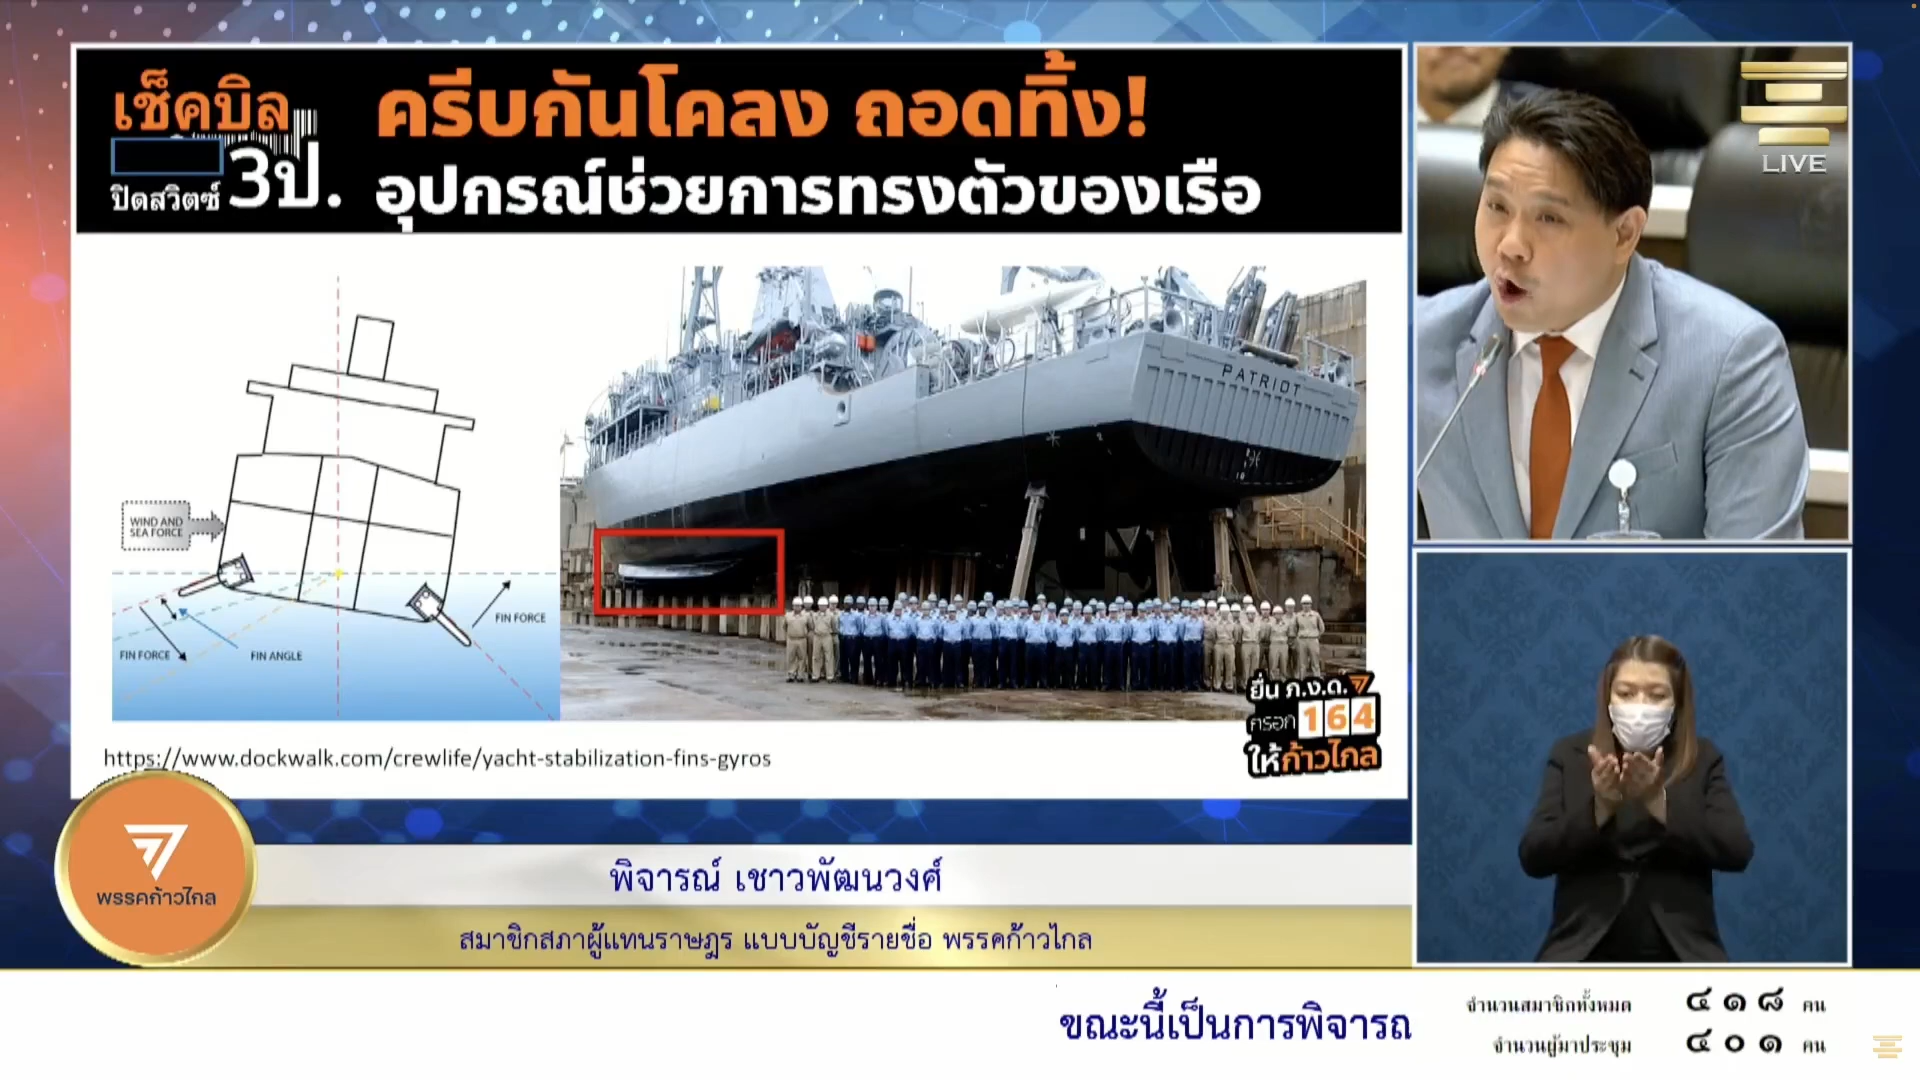 เช็คบิล
3ป.
ปิดสวิตซ์
ครีบกันโคลง ถอดทิ้ง!
อุปกรณ์ช่วยการทรงตัวของเรือ
WIND AND
SEA FORCE
FIN FORCE
FIN ANGLE
FIN FORCE
PATRIOT
ยื่น ภ.ง.ด.
กรอก 164
ให้ก้าวไกล
https://www.dockwalk.com/crewlife/yacht-stabilization-fins-gyros
LIVE
พรรคก้าวไกล
พิจารณ์ เชาวพัฒนวงศ์
สมาชิกสภาผู้แทนราษฎร แบบบัญชีรายชื่อ พรรคก้าวไกล
ขณะนี้เป็นการพิจารณ
จำนวนสมาชิกทั้งหมด ๔๑๘ คน
จำนวนผู้มาประชุม ๔๐๑ คน